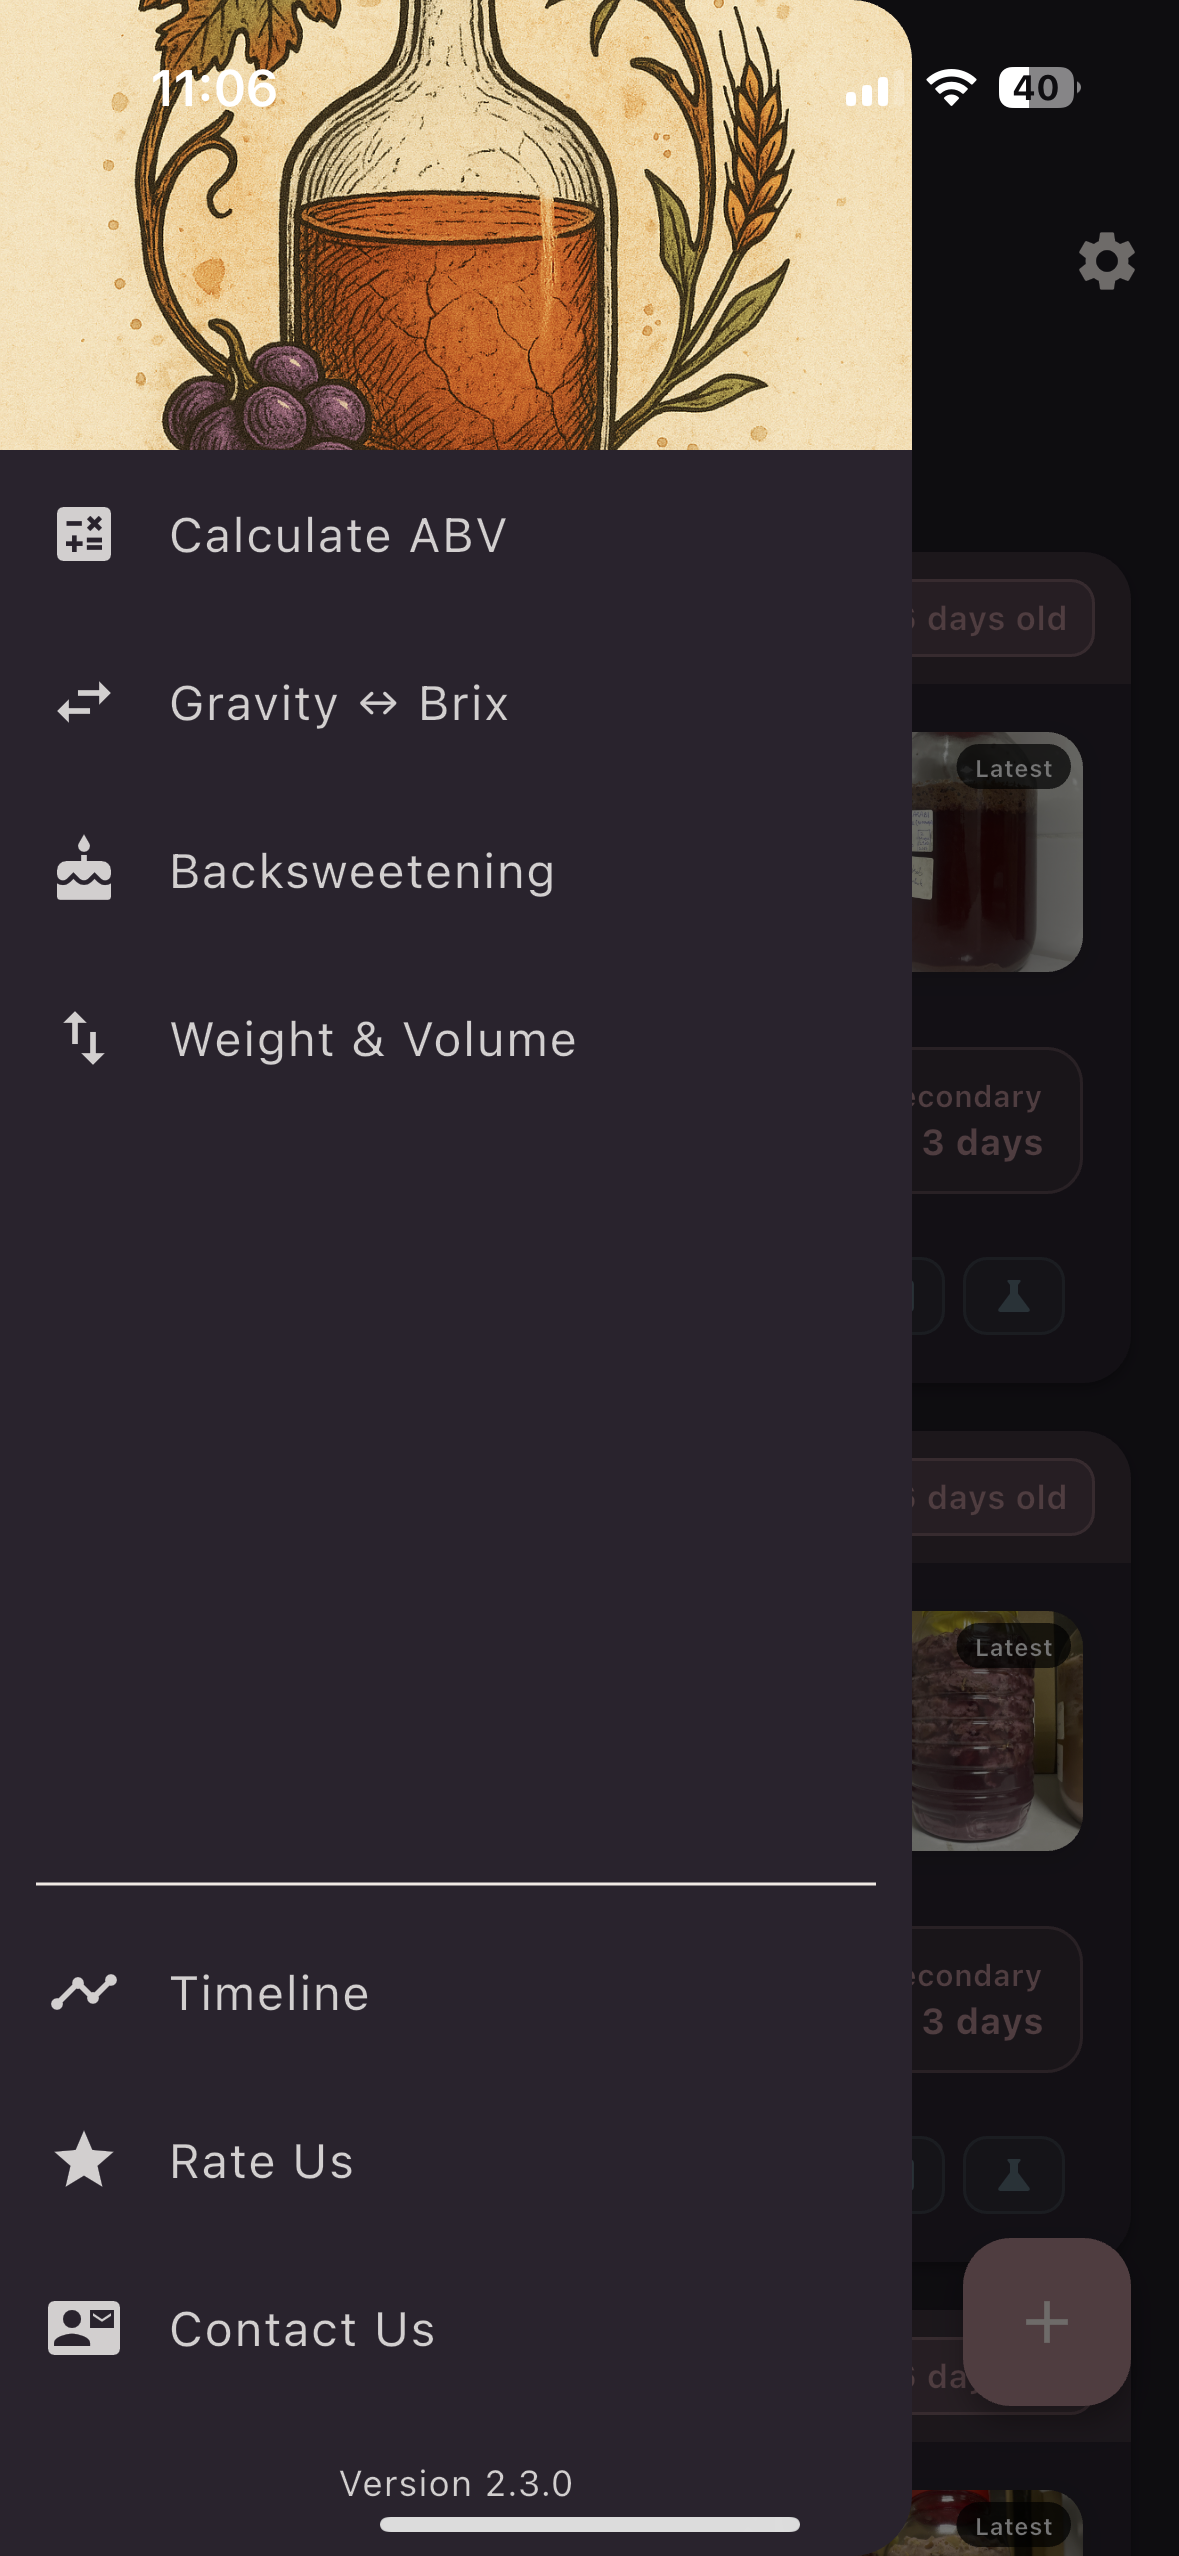 11:06
40
Calculate ABV
Gravity ↔ Brix
Backsweetening
Weight & Volume
Timeline
Rate Us
Contact Us
Version 2.3.0
days old
Latest
econdary
3 days
days old
Latest
econdary
3 days
Latest